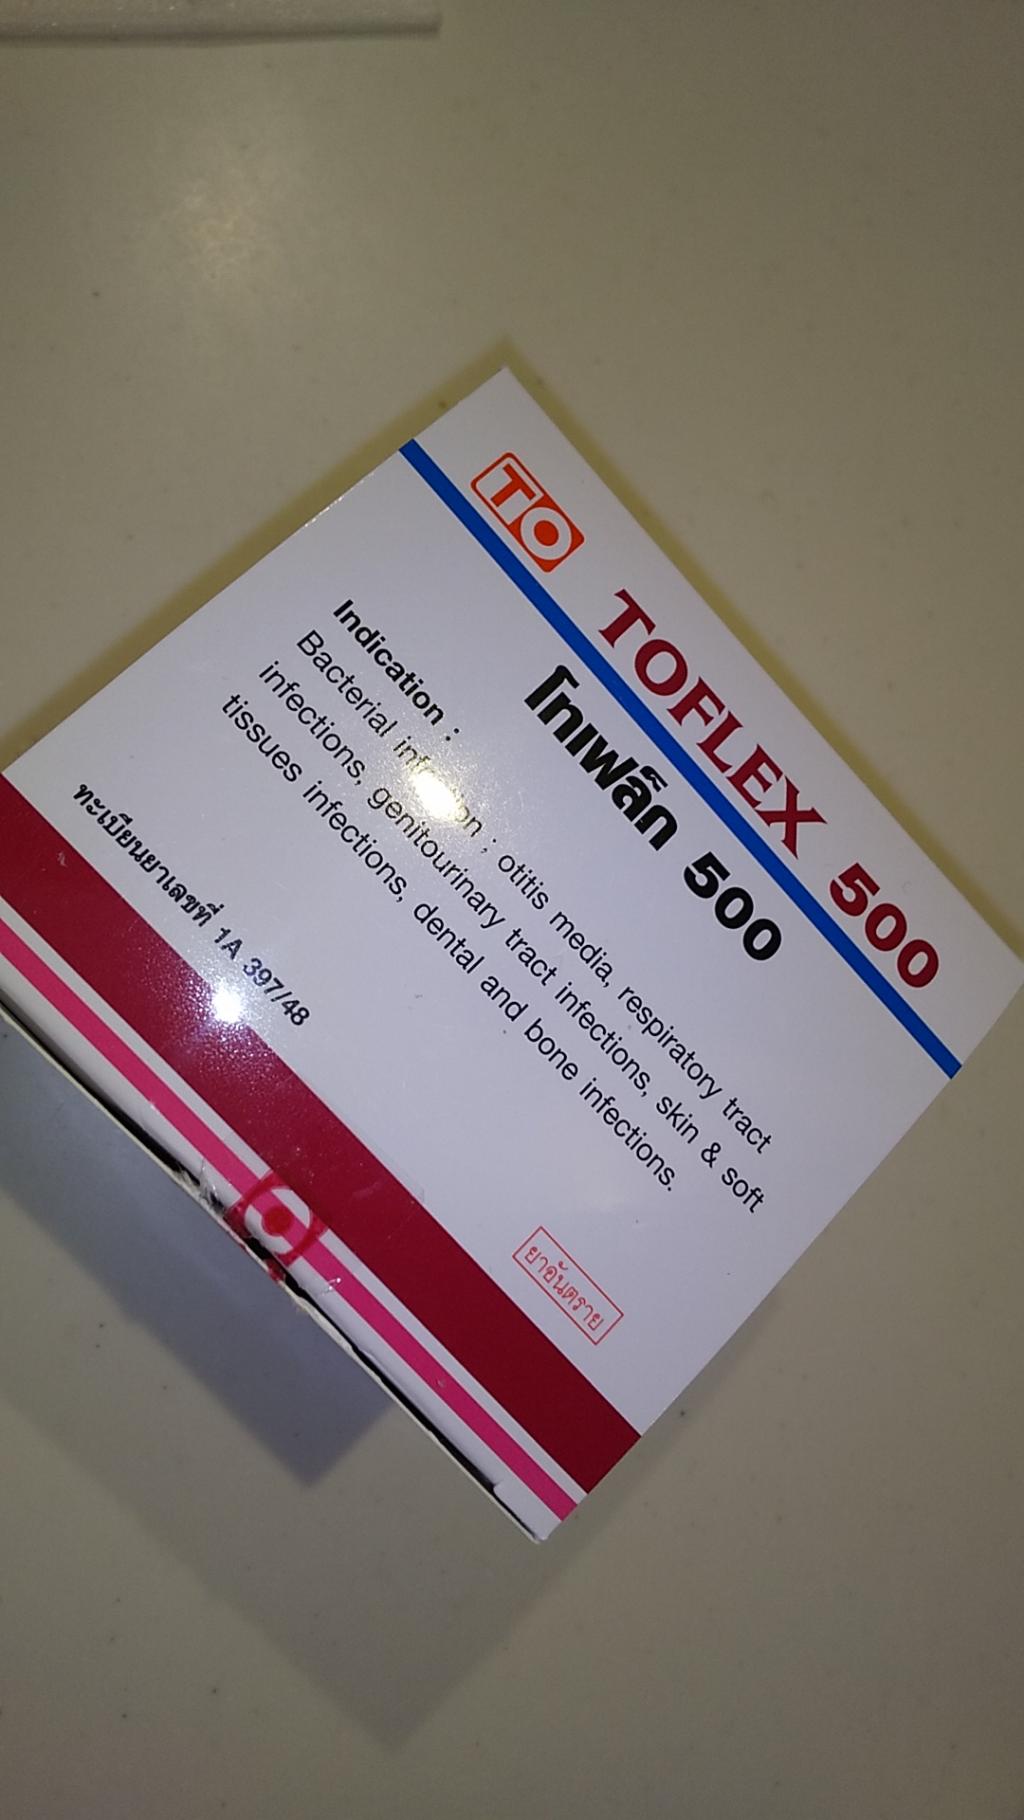 TO TOFLEX 500
โทเฟล็ก 500
Indication :
Bacterial infection ; otitis media, respiratory tract
infections, genitourinary tract infections, skin & soft
tissues infections, dental and bone infections.
ทะเบียนยาเลขที่ 1A 397/48
ยาอันตราย